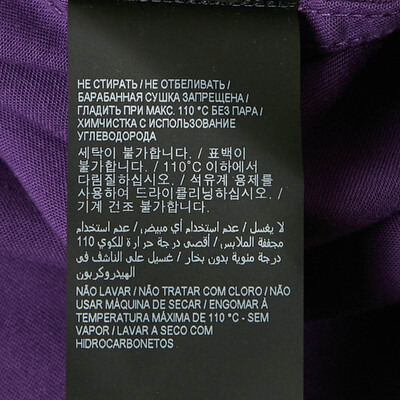 НЕ СТИРАТЬ / НЕ ОТБЕЛИВАТЬ /
БАРАБАННАЯ СУШКА ЗАПРЕЩЕНА /
ГЛАДИТЬ ПРИ МАКС. 110 °C БЕЗ ПАРА /
ХИМЧИСТКА С ИСПОЛЬЗОВАНИЕ
УГЛЕВОДОРОДА
세탁이 불가합니다. / 표백이
불가합니다. / 110˚C 이하에서
다림질하십시오. / 석유계 용제를
사용하여 드라이클리닝하십시오. /
기계 건조 불가합니다.
لا يغسل / عدم استخدام أي مبيض / عدم استخدام
مجففة الملابس / أقصى درجة حرارة للكوي 110
درجة مئوية بدون بخار / غسيل على الناشف في
الهيدروكربون
NÃO LAVAR / NÃO TRATAR COM CLORO / NÃO
USAR MÁQUINA DE SECAR / ENGOMAR À
TEMPERATURA MÁXIMA DE 110 °C - SEM
VAPOR / LAVAR A SECO COM
HIDROCARBONETOS